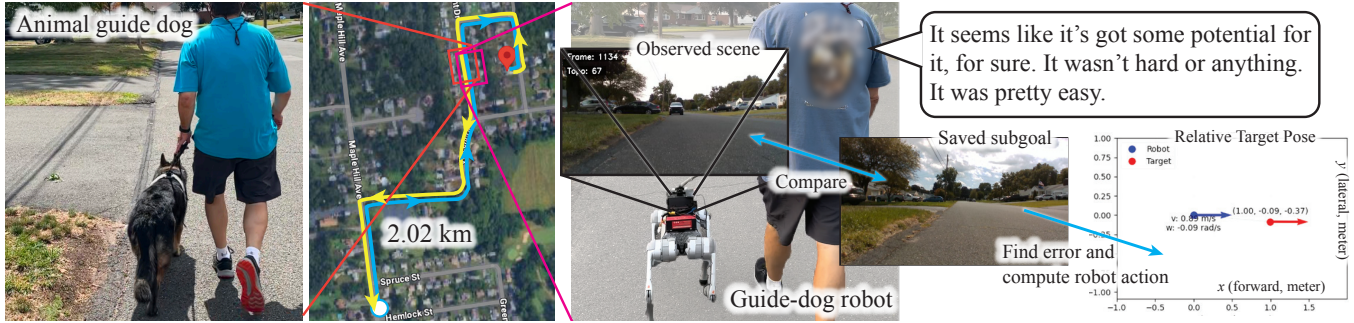 Animal guide dog
Maple Hill Ave
Maple Hill Ave
2.02 km
Spruce St
Hemlock St
Green
Observed scene
Frame: 1134
Topo: 67
It seems like it's got some potential for
it, for sure. It wasn't hard or anything.
It was pretty easy.
Compare
Saved subgoal
Guide-dog robot
Find error and
compute robot action
Relative Target Pose
Robot
Target
1.00
0.75
0.50
0.25
0.00
−0.25
−1.00
(1.00, -0.09, -0.37)
v: 0.89 m/s
w: -0.09 rad/s
y (lateral, meter)
x (forward, meter)
−1.0
−0.5
0.0
0.5
1.0
1.5